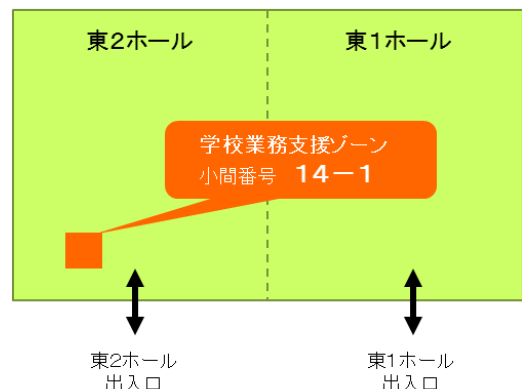 東2ホール
東1ホール
学校業務支援ゾーン
小間番号 14－1
東2ホール
出入口
東1ホール
出入口